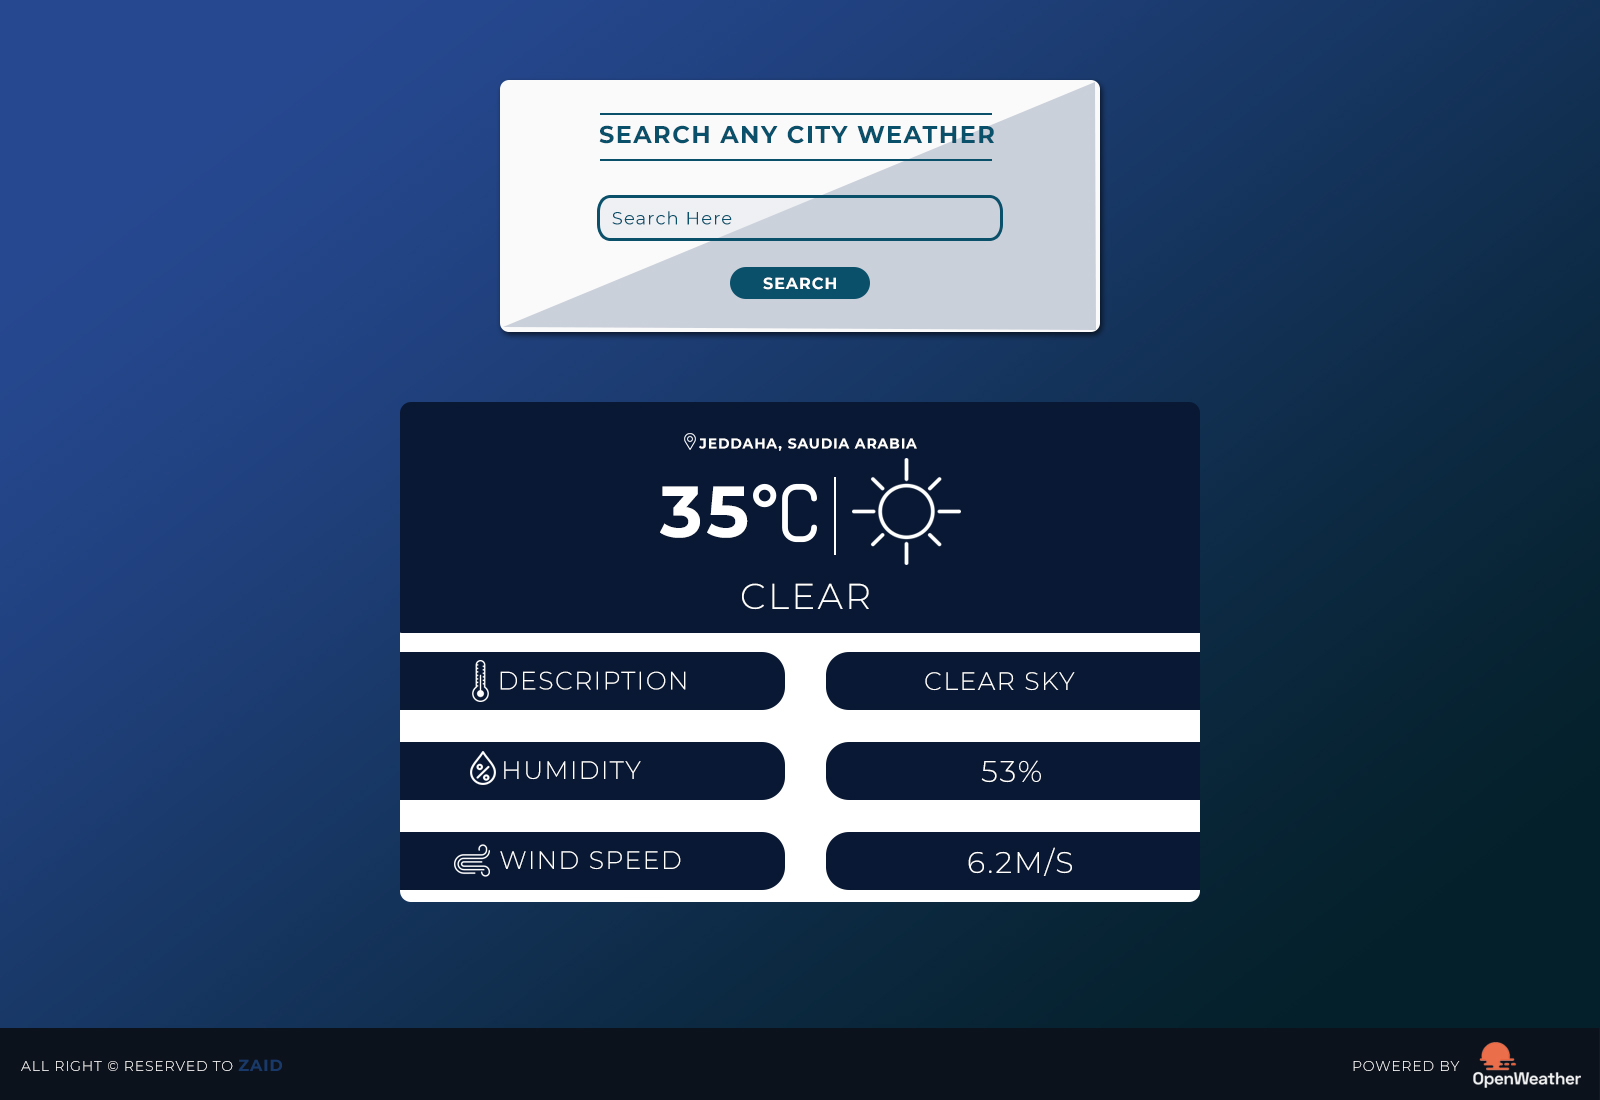 SEARCH ANY CITY WEATHER
Search Here
SEARCH
JEDDAHA, SAUDIA ARABIA
35°C
CLEAR
DESCRIPTION CLEAR SKY
HUMIDITY 53%
WIND SPEED 6.2M/S
ALL RIGHT © RESERVED TO ZAID POWERED BY OpenWeather